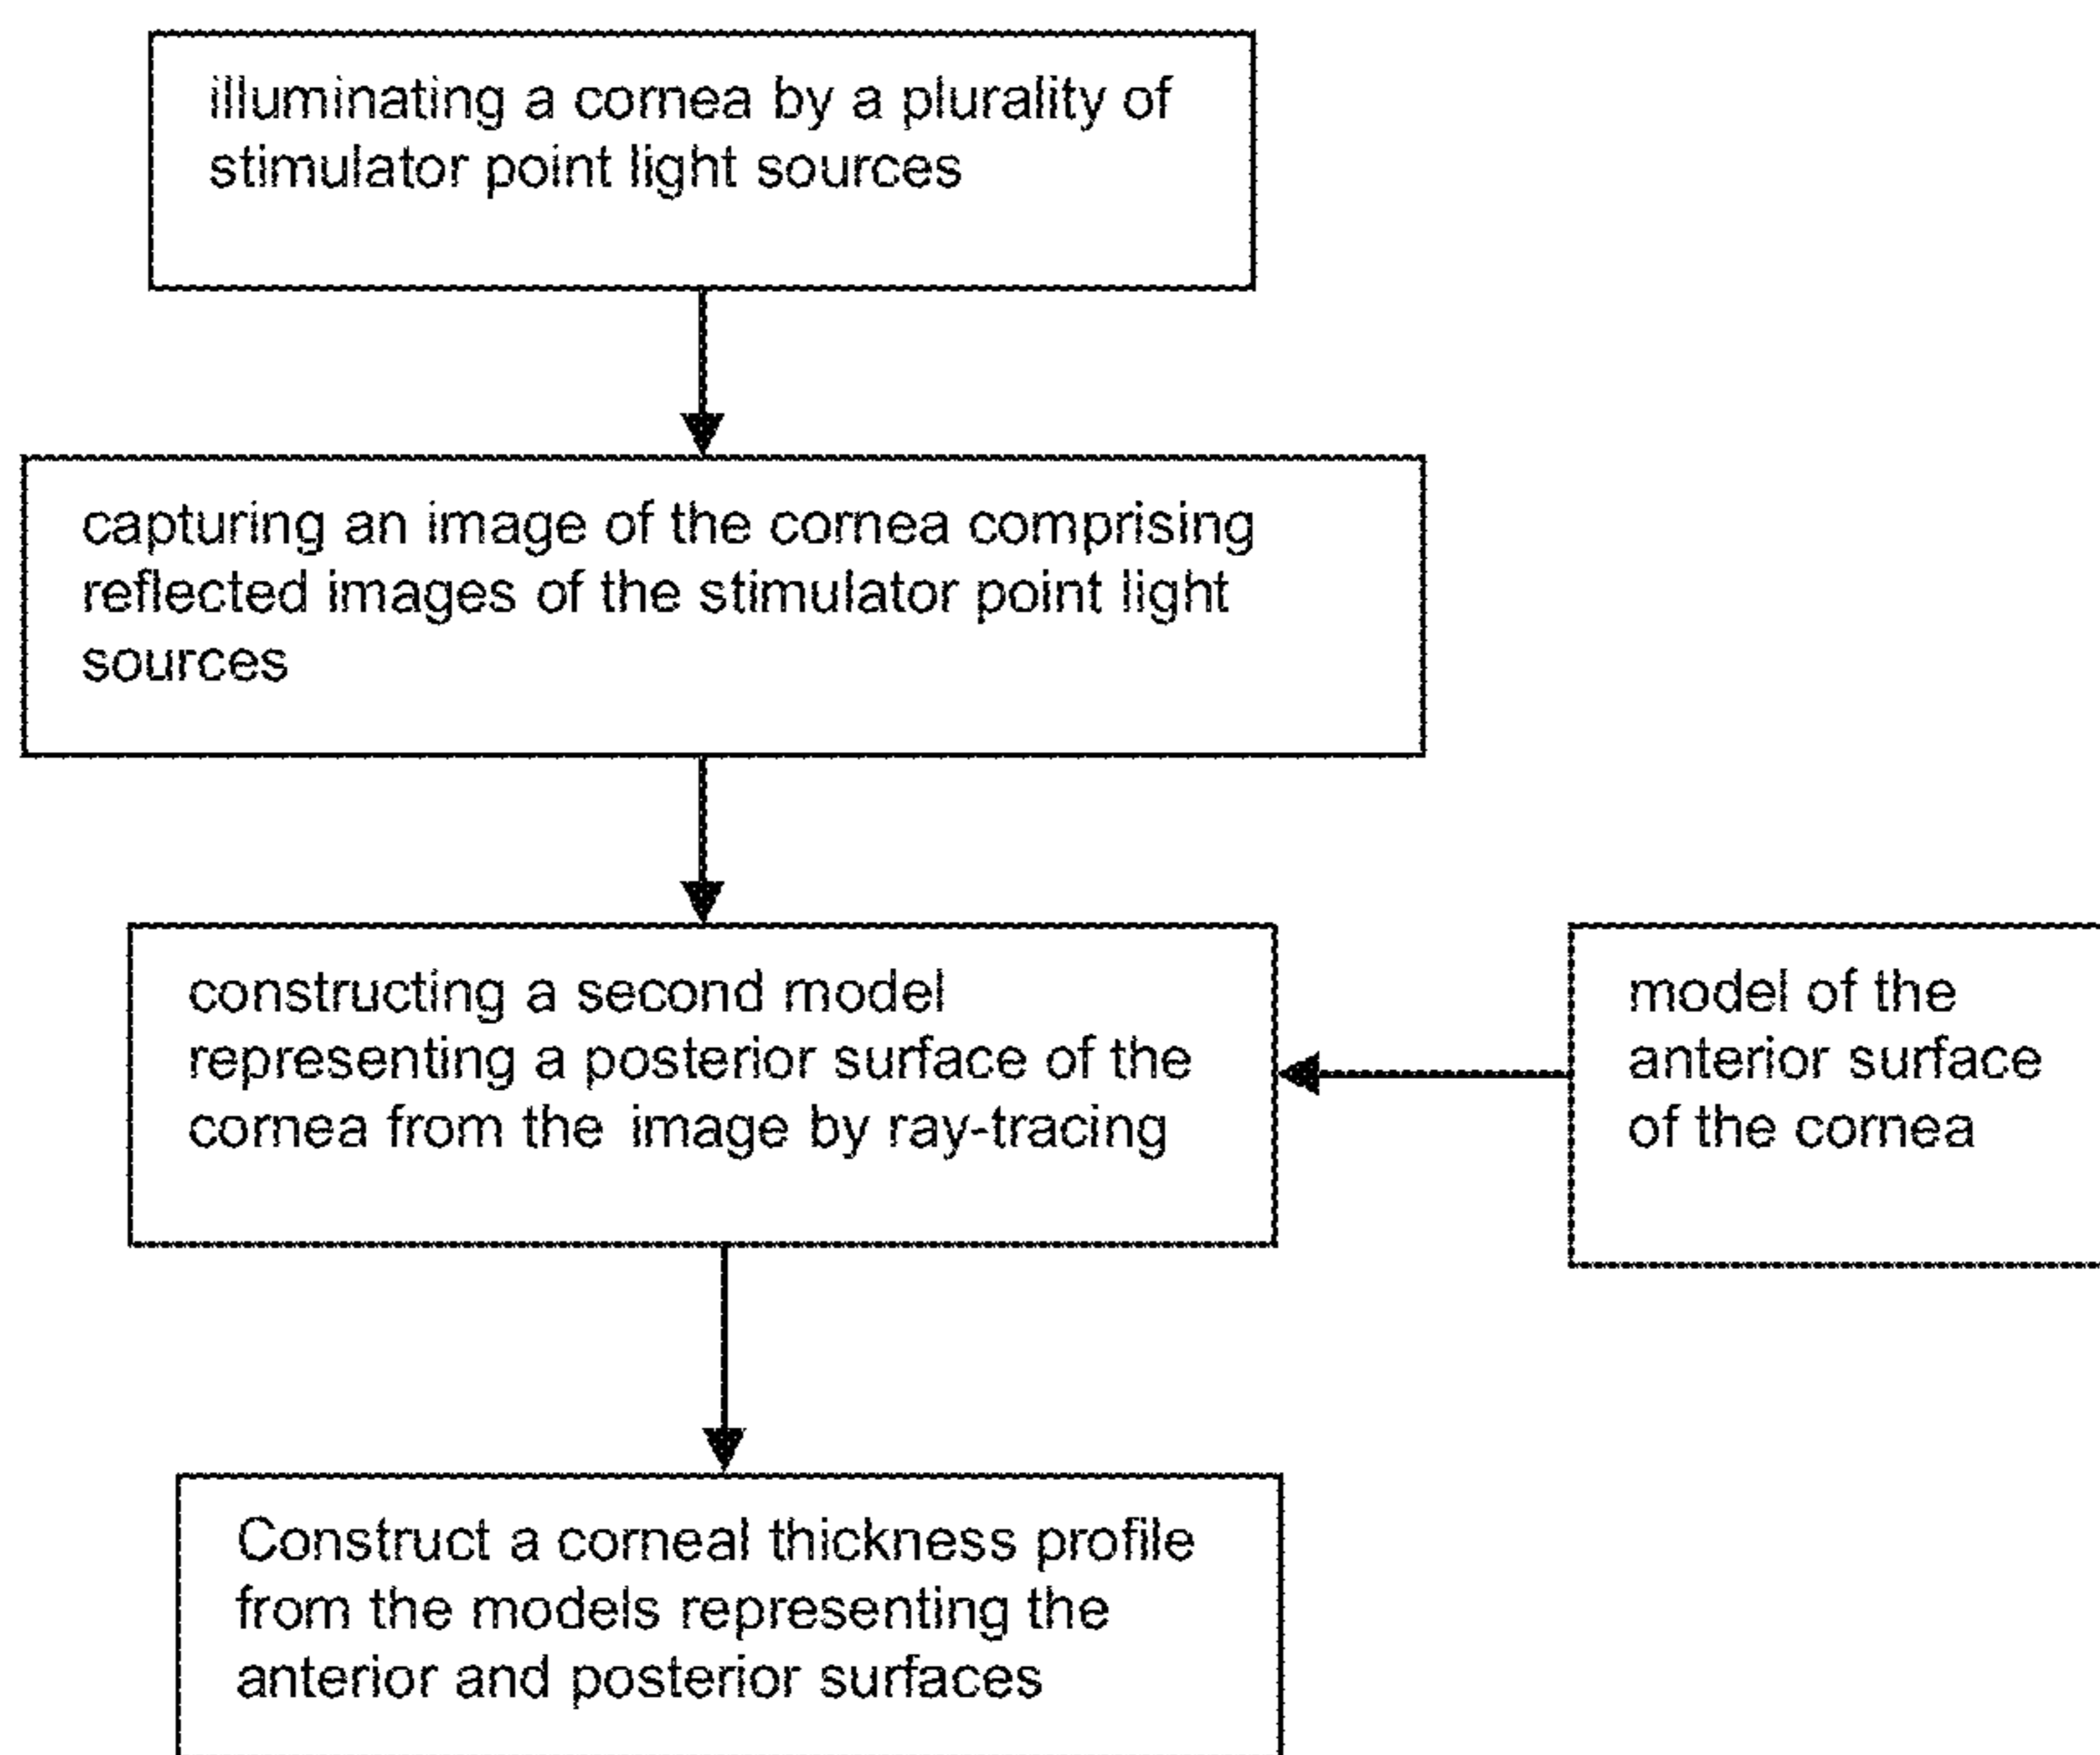 illuminating a cornea by a plurality of
stimulator point light sources
capturing an image of the cornea comprising
reflected images of the stimulator point light
sources
constructing a second model
representing a posterior surface of the
cornea from the image by ray-tracing
model of the
anterior surface
of the cornea
Construct a corneal thickness profile
from the models representing the
anterior and posterior surfaces